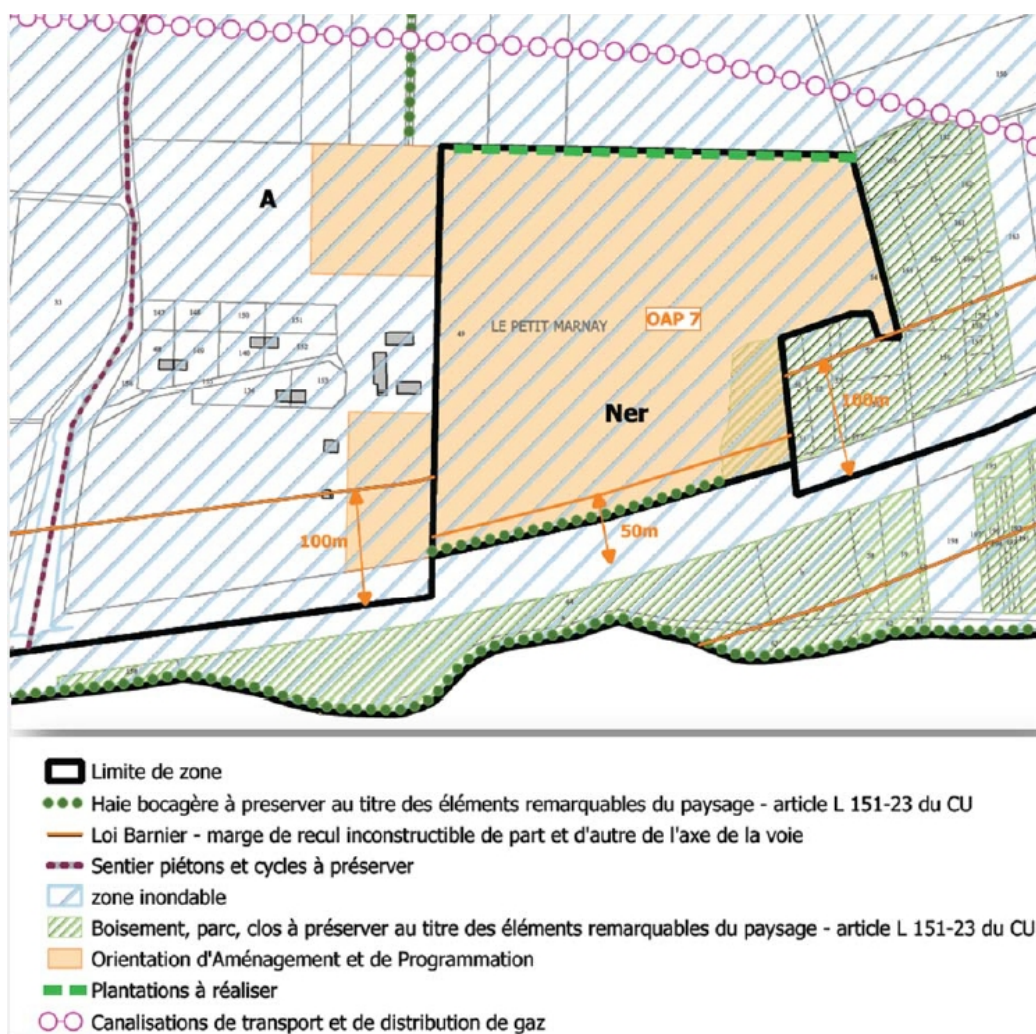 A
LE PETIT MARNAY
OAP 7
Ner
100m
100m
50m
Limite de zone
Haie bocagère à preserver au titre des éléments remarquables du paysage - article L 151-23 du CU
Loi Barnier - marge de recul inconstructible de part et d'autre de l'axe de la voie
Sentier piétons et cycles à préserver
zone inondable
Boisement, parc, clos à préserver au titre des éléments remarquables du paysage - article L 151-23 du CU
Orientation d'Aménagement et de Programmation
Plantations à réaliser
Canalisations de transport et de distribution de gaz